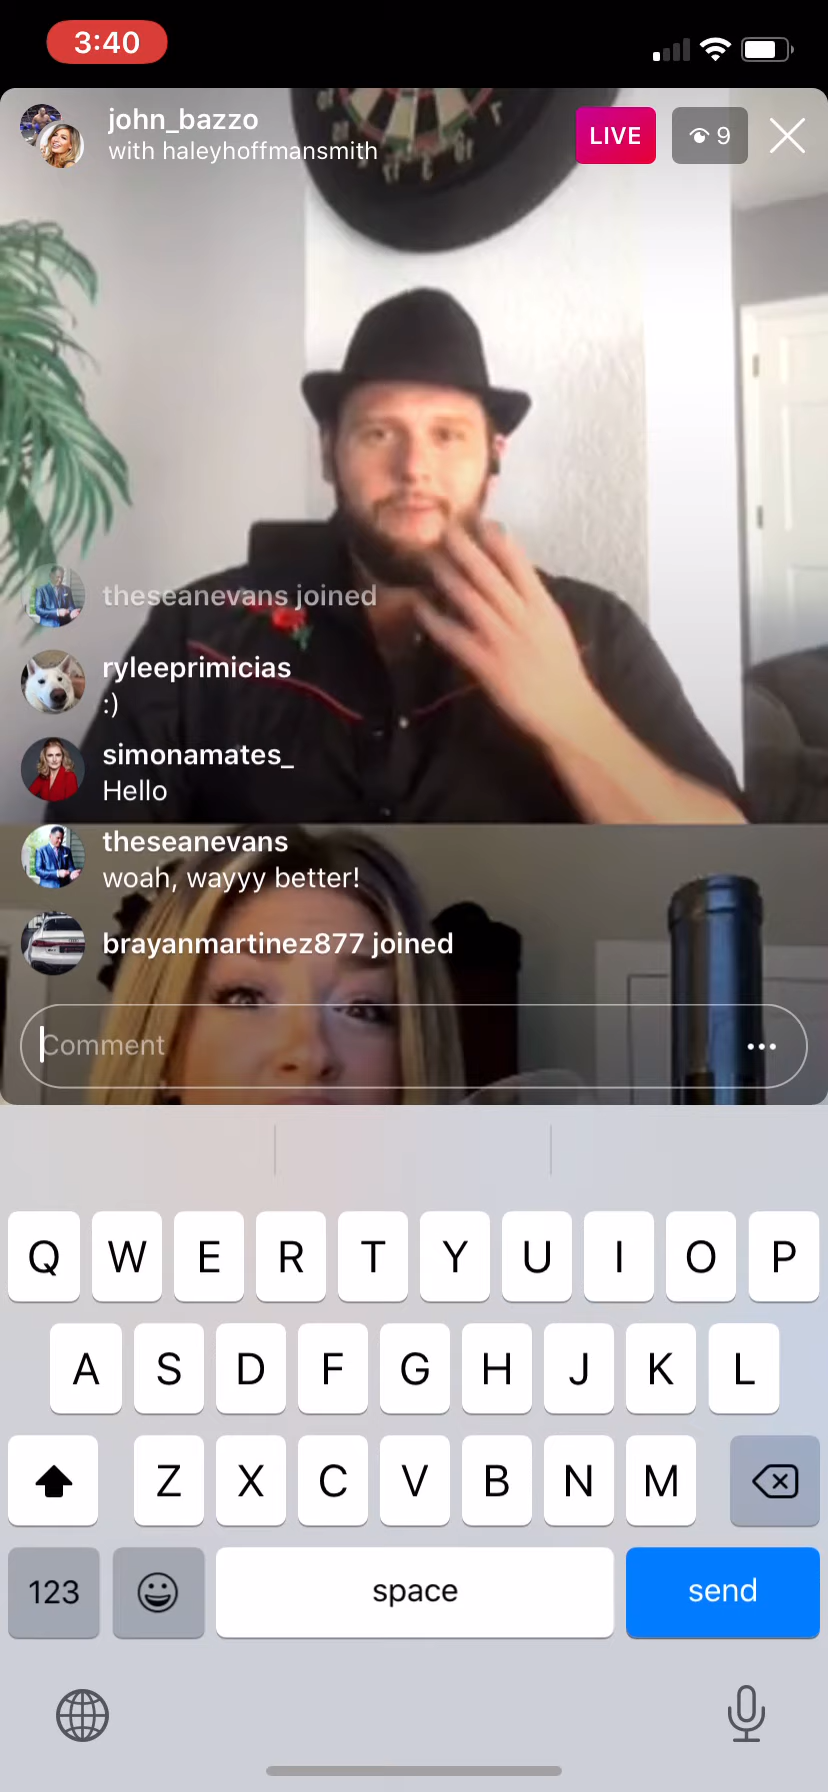 3:40
john_bazzo
with haleyhoffmansmith
LIVE
9
theseanevans joined
ryleeprimicias
:)
simonamates_
Hello
theseanevans
woah, wayyy better!
brayanmartinez877 joined
Comment
Q W E R T Y U I O P
A S D F G H J K L
Z X C V B N M
123
space
send